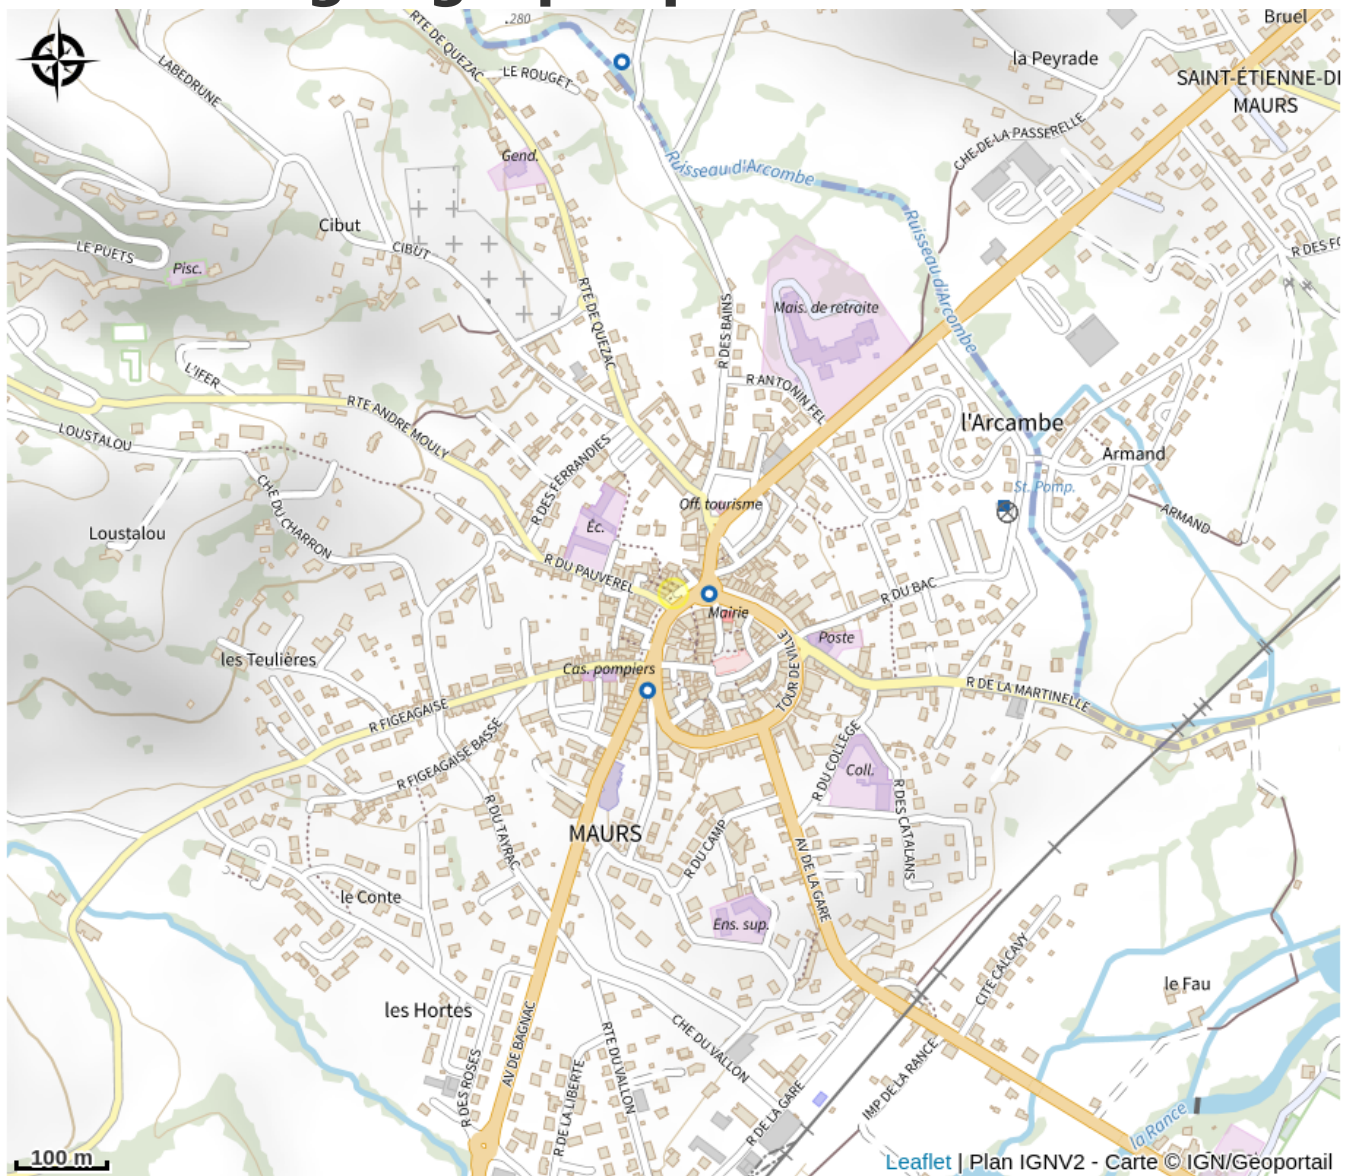 .280
Bruel
RTE DE QUEZAC
LE ROUGET
la Peyrade
LABEDRUNE
SAINT-ÉTIENNE-DE
MAURS
CHE-DE-LA-PASSERELLE
Gend.
Ruisseau d'Arcombe
Cibut
CIBUT
Ruisseau d'Arcombe
LE PUETS
Pisc.
R DES FO
RTE DE QUEZAC
R DES BAINS
Mais. de retraite
L'IFER
R ANTONIN FEL
RTE ANDRE MOULY
LOUSTALOU
l'Arcambe
Armand
R DES FERRANDIES
CHE DU CHARRON
St. Pomp.
Off. tourisme
ARMAND
Loustalou
Éc.
R DU PAUVEREL
R DU BAC
Mairie
Poste
les Teulières
Cas. pompiers
TOUR DE VILLE
R DE LA MARTINELLE
R FIGEAGAISE
R FIGEAGAISE BASSE
R DU COLLEGE
Coll.
R DES CATALANS
R DU TAYRAC
MAURS
R DU CAMP
AV DE LA GARE
le Conte
Ens. sup.
CITE CALCAVY
le Fau
les Hortes
AV DE BAGNAC
CHE DU VALLON
RTE DU VALLON
R DES ROSES
R DE LA LIBERTE
R DE LA GARE
IMP DE LA RANCE
la Rance
100 m
Leaflet | Plan IGNV2 - Carte © IGN/Géoportail